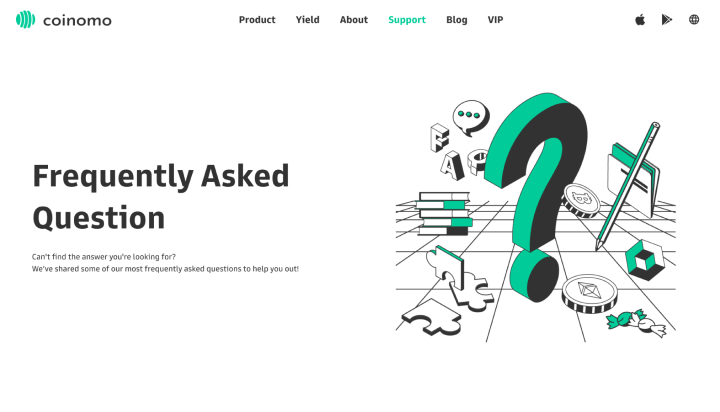 coinomo
Product Yield About Support Blog VIP
FAQ
Frequently Asked
Question
Can't find the answer you're looking for?
We've shared some of our most frequently asked questions to help you out!
?